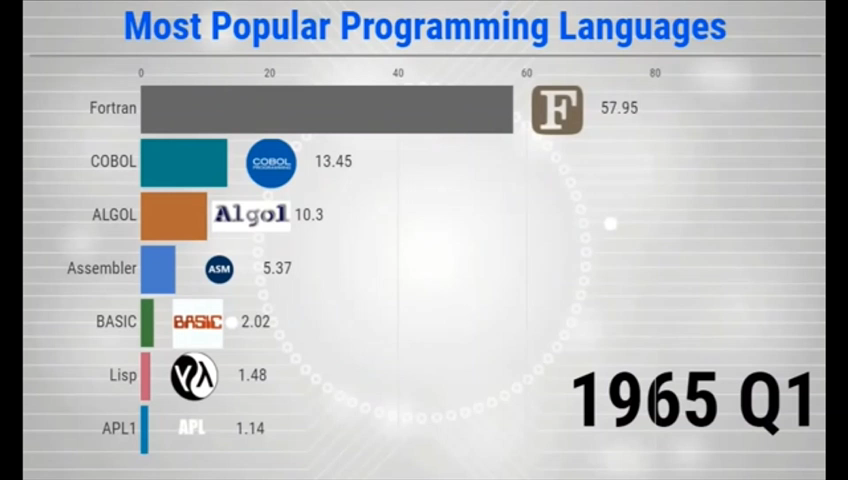 Most Popular Programming Languages
0 20 40 60 80
Fortran F 57.95
COBOL COBOL PROGRAMMING 13.45
ALGOL Algol 10.3
Assembler ASM 5.37
BASIC BASIC 2.02
Lisp 1.48
APL1 APL 1.14
1965 Q1